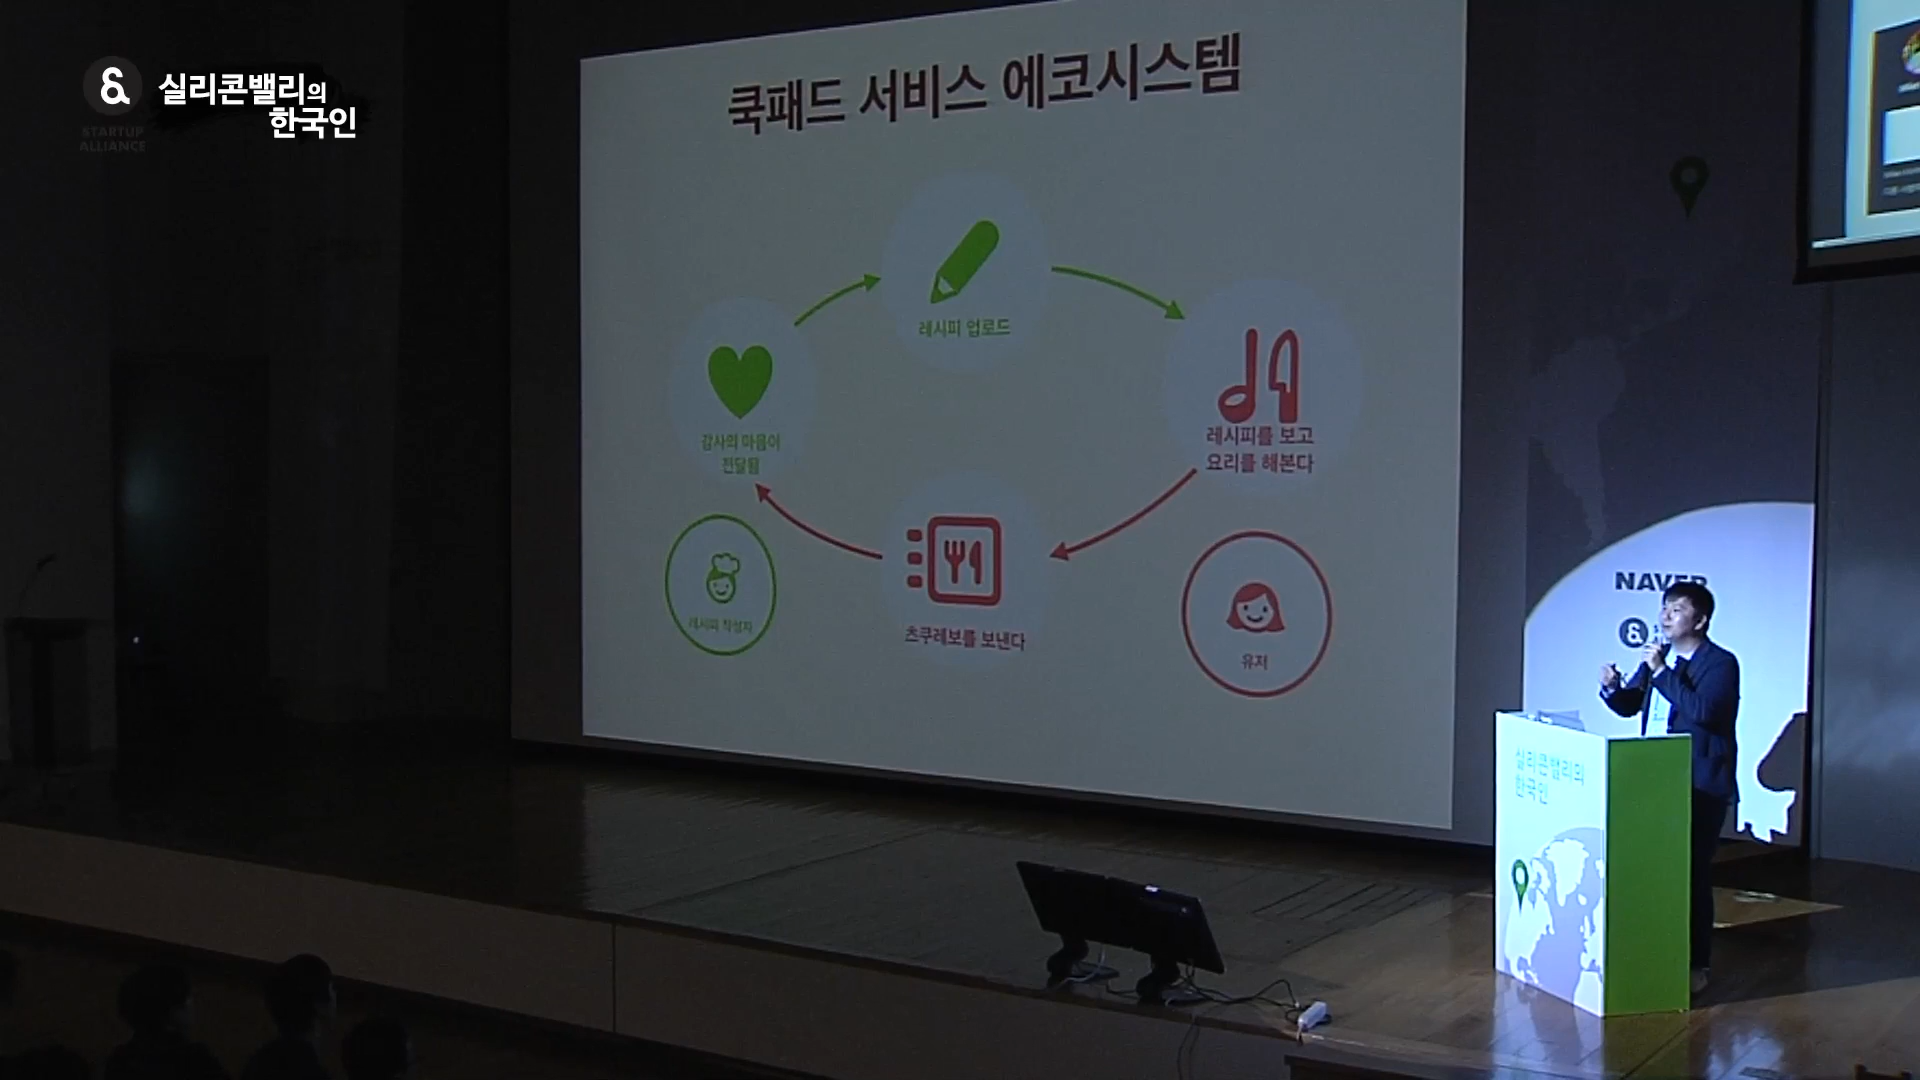 실리콘밸리의
한국인
STARTUP
ALLIANCE
쿡패드 서비스 에코시스템
레시피 업로드
레시피를 보고
요리를 해본다
감사의 마음이
전달됨
츠쿠레보를 보낸다
레시피 작성자
유저
NAVER
실리콘밸리의
한국인